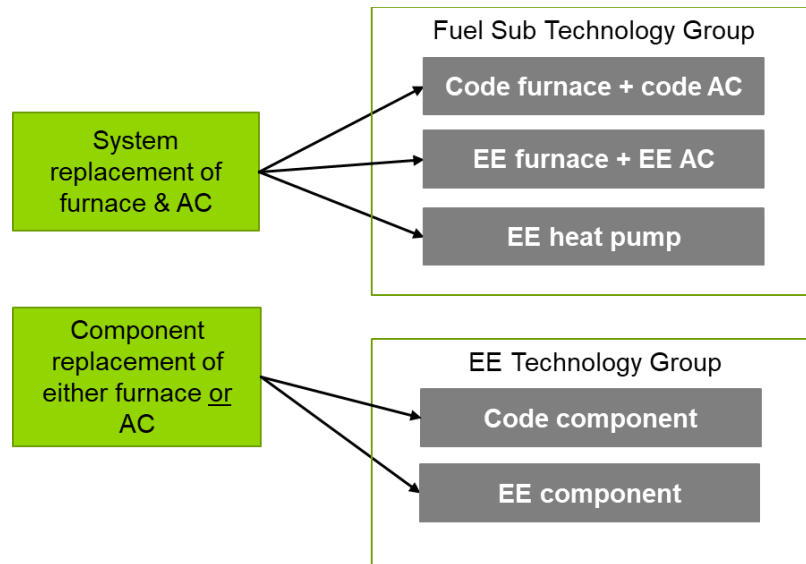 Fuel Sub Technology Group
Code furnace + code AC
System
replacement of
furnace & AC
EE furnace + EE AC
EE heat pump
Component
replacement of
either furnace or
AC
EE Technology Group
Code component
EE component